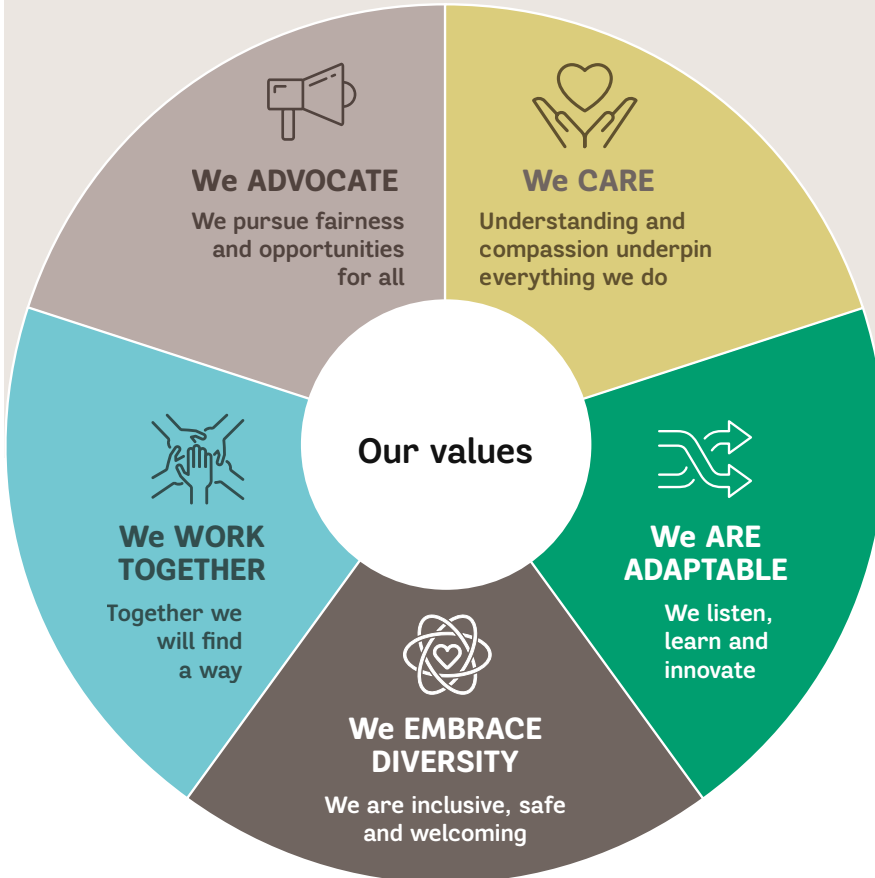 We ADVOCATE
We pursue fairness
and opportunities
for all
We CARE
Understanding and
compassion underpin
everything we do
Our values
We WORK
TOGETHER
Together we
will find
a way
We ARE
ADAPTABLE
We listen,
learn and
innovate
We EMBRACE
DIVERSITY
We are inclusive, safe
and welcoming